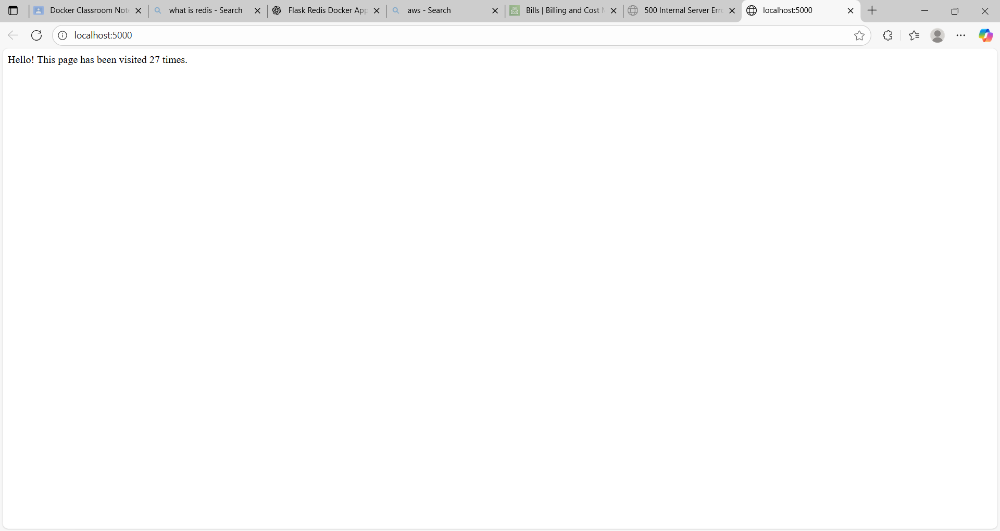 Docker Classroom Not
what is redis - Search
Flask Redis Docker App
aws - Search
Bills | Billing and Cost
500 Internal Server Err
localhost:5000
localhost:5000
Hello! This page has been visited 27 times.